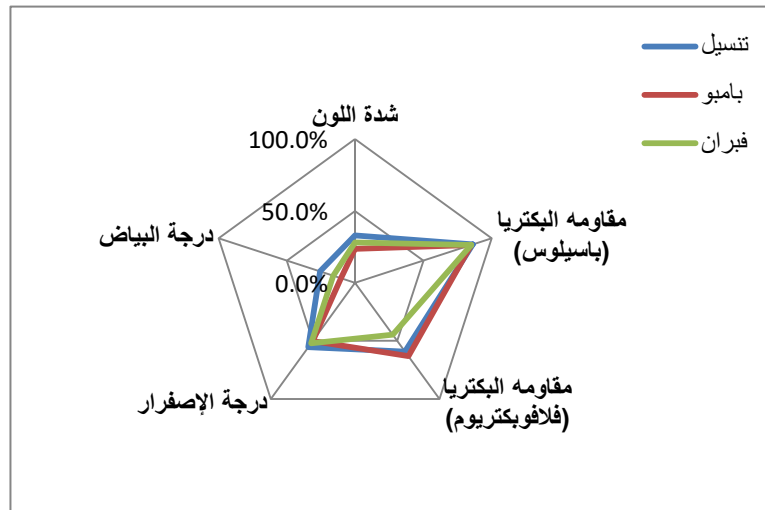 تنسيل
بامبو
فبران
شدة اللون
100.0%
50.0%
0.0%
مقاومه البكتريا
(باسيلوس)
مقاومه البكتريا
(فلافوبكتريوم)
درجة الإصفرار
درجة البياض